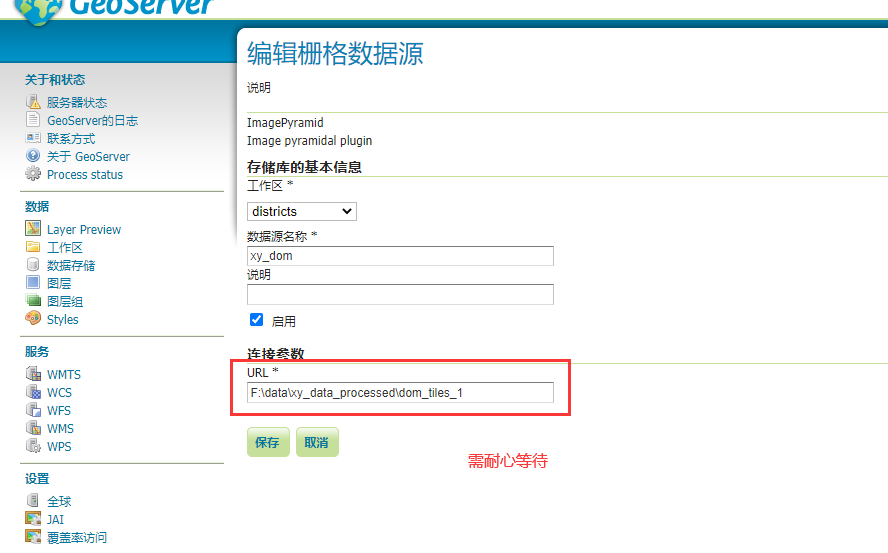 GeoServer
关于和状态
服务器状态
GeoServer的日志
联系方式
关于 GeoServer
Process status
数据
Layer Preview
工作区
数据存储
图层
图层组
Styles
服务
WMTS
WCS
WFS
WMS
WPS
设置
全球
JAI
覆盖率访问
编辑栅格数据源
说明
ImagePyramid
Image pyramidal plugin
存储库的基本信息
工作区 *
districts
数据源名称 *
xy_dom
说明
启用
连接参数
URL *
F:\data\xy_data_processed\dom_tiles_1
保存 取消
需耐心等待